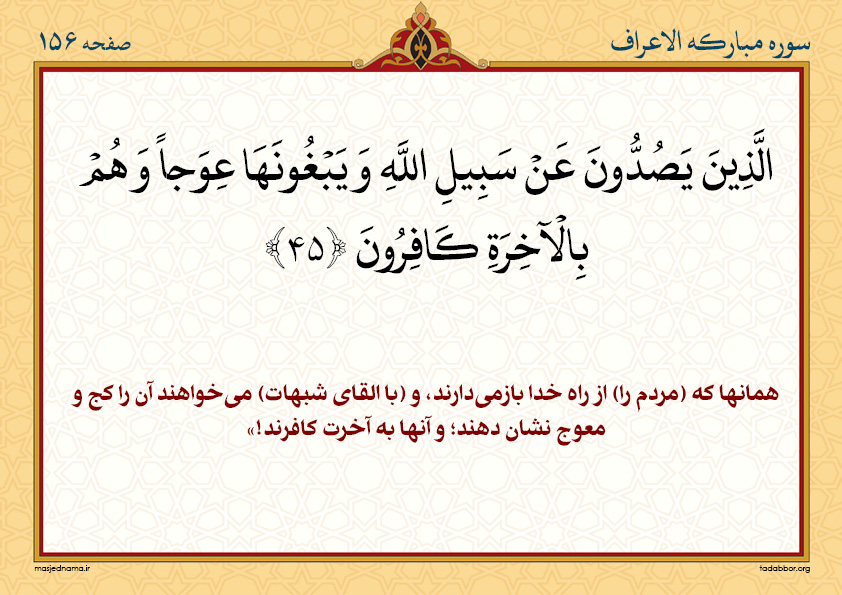 سوره مبارکه الاعراف
صفحه ۱۵۶
الَّذِينَ يَصُدُّونَ عَنْ سَبِيلِ اللَّهِ وَ يَبْغُونَهَا عِوَجاً وَ هُمْ
بِالْآخِرَةِ كَافِرُونَ ﴿۴۵﴾
همانها که (مردم را) از راه خدا بازمی‌دارند، و (با القای شبهات) می‌خواهند آن را کج و
معوج نشان دهند؛ و آنها به آخرت کافرند!»
masjednama.ir
tadabbor.org